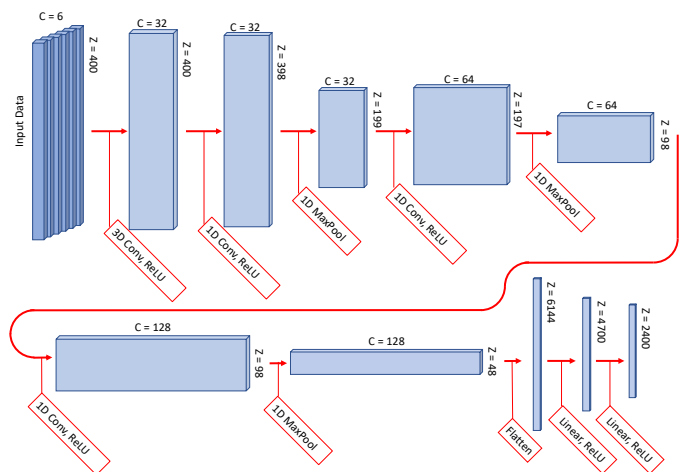 C = 6
C = 32
C = 32
C = 32
C = 64
C = 64
Input Data
Z = 400
Z = 400
Z = 398
Z = 199
Z = 197
Z = 98
3D Conv, ReLU
1D Conv, ReLU
1D MaxPool
1D Conv, ReLU
1D MaxPool
C = 128
C = 128
Z = 98
Z = 48
Z = 6144
Z = 4700
Z = 2400
1D Conv, ReLU
1D MaxPool
Flatten
Linear, ReLU
Linear, ReLU